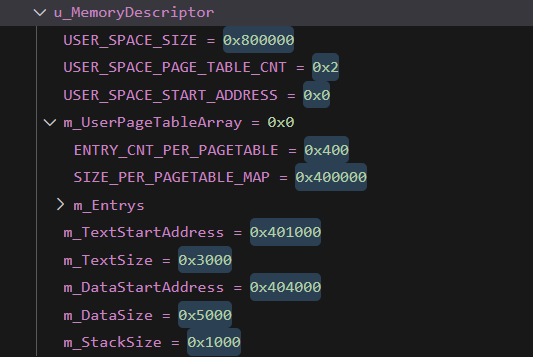 u_MemoryDescriptor
USER_SPACE_SIZE = 0x800000
USER_SPACE_PAGE_TABLE_CNT = 0x2
USER_SPACE_START_ADDRESS = 0x0
m_UserPageTableArray = 0x0
ENTRY_CNT_PER_PAGETABLE = 0x400
SIZE_PER_PAGETABLE_MAP = 0x400000
m_Entrys
m_TextStartAddress = 0x401000
m_TextSize = 0x3000
m_DataStartAddress = 0x404000
m_DataSize = 0x5000
m_StackSize = 0x1000